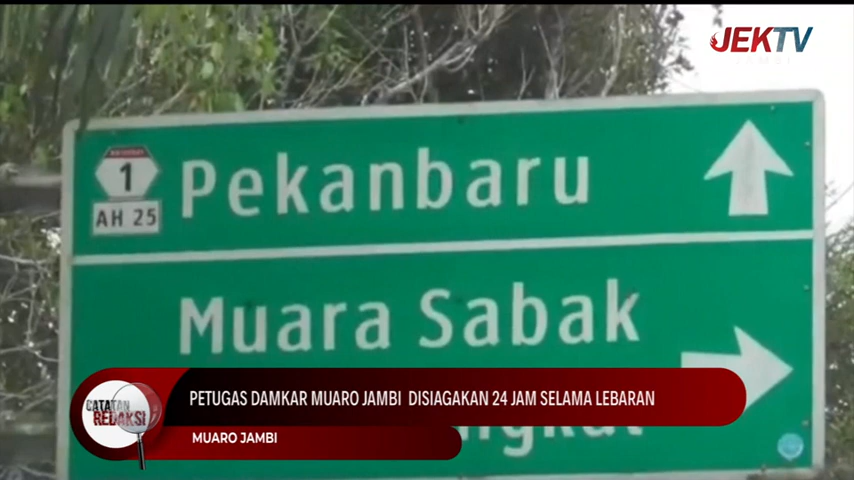 JEKTV
1
Pekanbaru
AH 25
Muara Sabak
CATATAN
REDAKSI
PETUGAS DAMKAR MUARO JAMBI DISIAGAKAN 24 JAM SELAMA LEBARAN
MUARO JAMBI